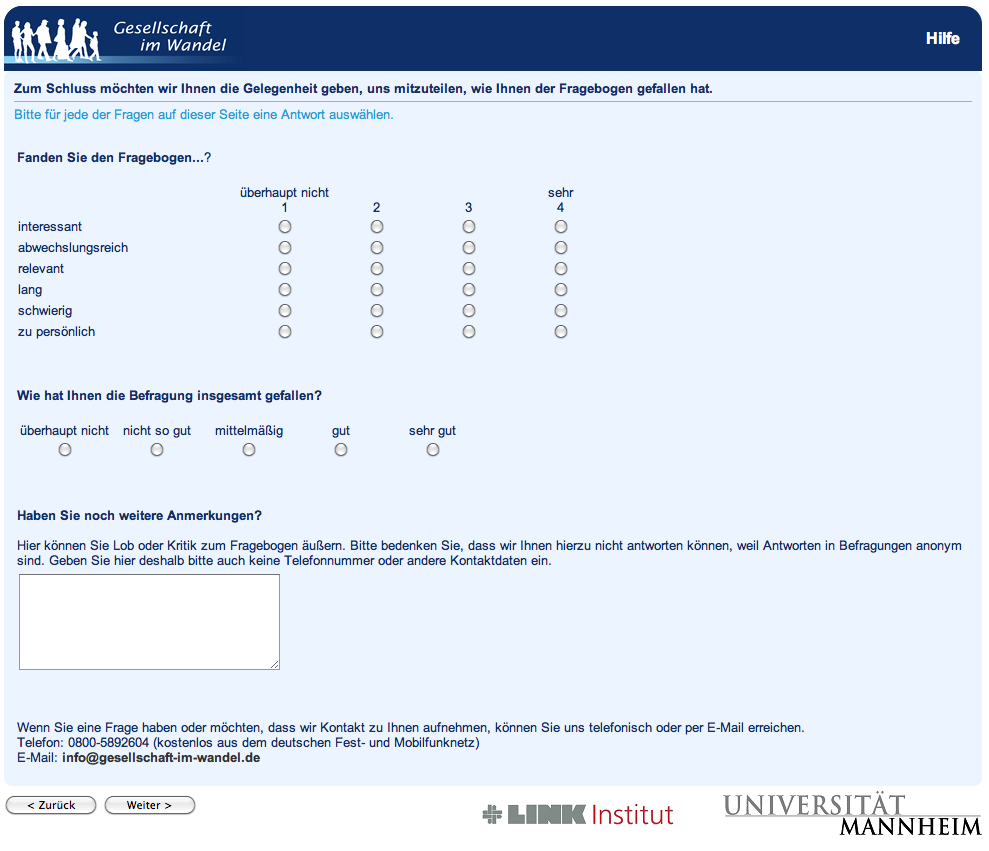 Gesellschaft
im Wandel
Hilfe
Zum Schluss möchten wir Ihnen die Gelegenheit geben, uns mitzuteilen, wie Ihnen der Fragebogen gefallen hat.
Bitte für jede der Fragen auf dieser Seite eine Antwort auswählen.
Fanden Sie den Fragebogen...?
überhaupt nicht sehr
1 2 3 4
interessant
abwechslungsreich
relevant
lang
schwierig
zu persönlich
Wie hat Ihnen die Befragung insgesamt gefallen?
überhaupt nicht nicht so gut mittelmäßig gut sehr gut
Haben Sie noch weitere Anmerkungen?
Hier können Sie Lob oder Kritik zum Fragebogen äußern. Bitte bedenken Sie, dass wir Ihnen hierzu nicht antworten können, weil Antworten in Befragungen anonym
sind. Geben Sie hier deshalb bitte auch keine Telefonnummer oder andere Kontaktdaten ein.
Wenn Sie eine Frage haben oder möchten, dass wir Kontakt zu Ihnen aufnehmen, können Sie uns telefonisch oder per E-Mail erreichen.
Telefon: 0800-5892604 (kostenlos aus dem deutschen Fest- und Mobilfunknetz)
E-Mail: info@gesellschaft-im-wandel.de
< Zurück Weiter >
LINK Institut
UNIVERSITÄT
MANNHEIM